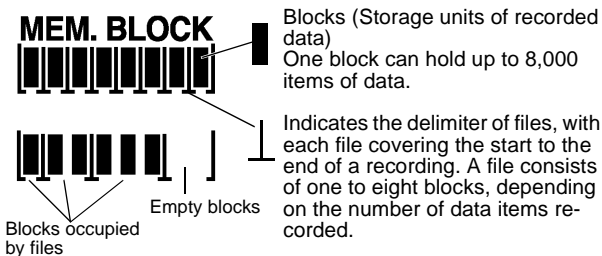 MEM. BLOCK
Blocks (Storage units of recorded
data)
One block can hold up to 8,000
items of data.
Indicates the delimiter of files, with
each file covering the start to the
end of a recording. A file consists
of one to eight blocks, depending
on the number of data items re-
corded.
Empty blocks
Blocks occupied
by files